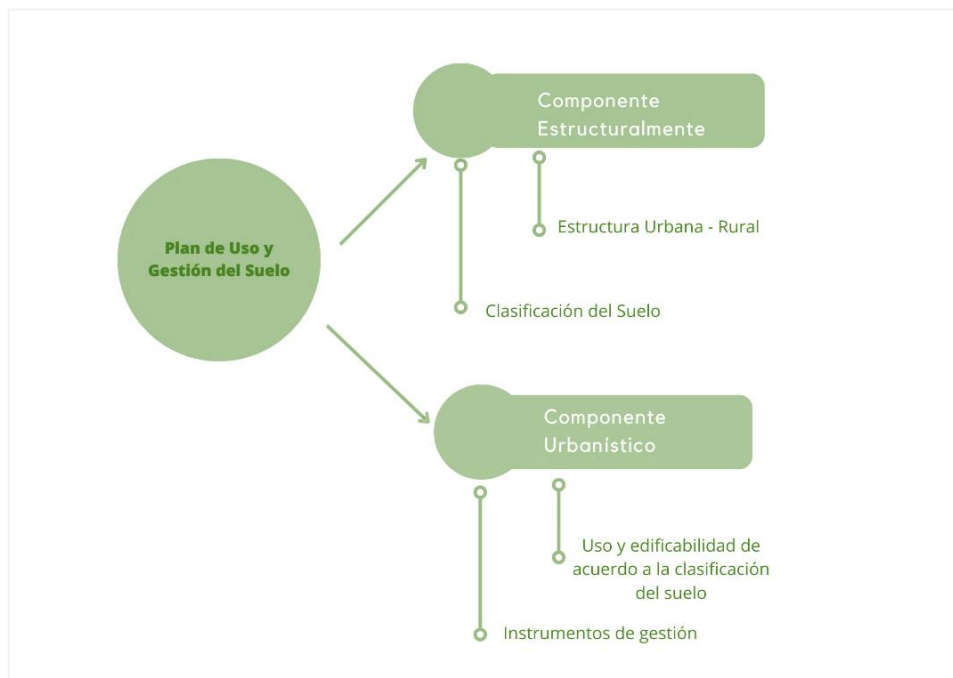 Componente
Estructuralmente
Plan de Uso y
Gestión del Suelo
Estructura Urbana - Rural
Clasificación del Suelo
Componente
Urbanístico
Uso y edificabilidad de
acuerdo a la clasificación
del suelo
Instrumentos de gestión